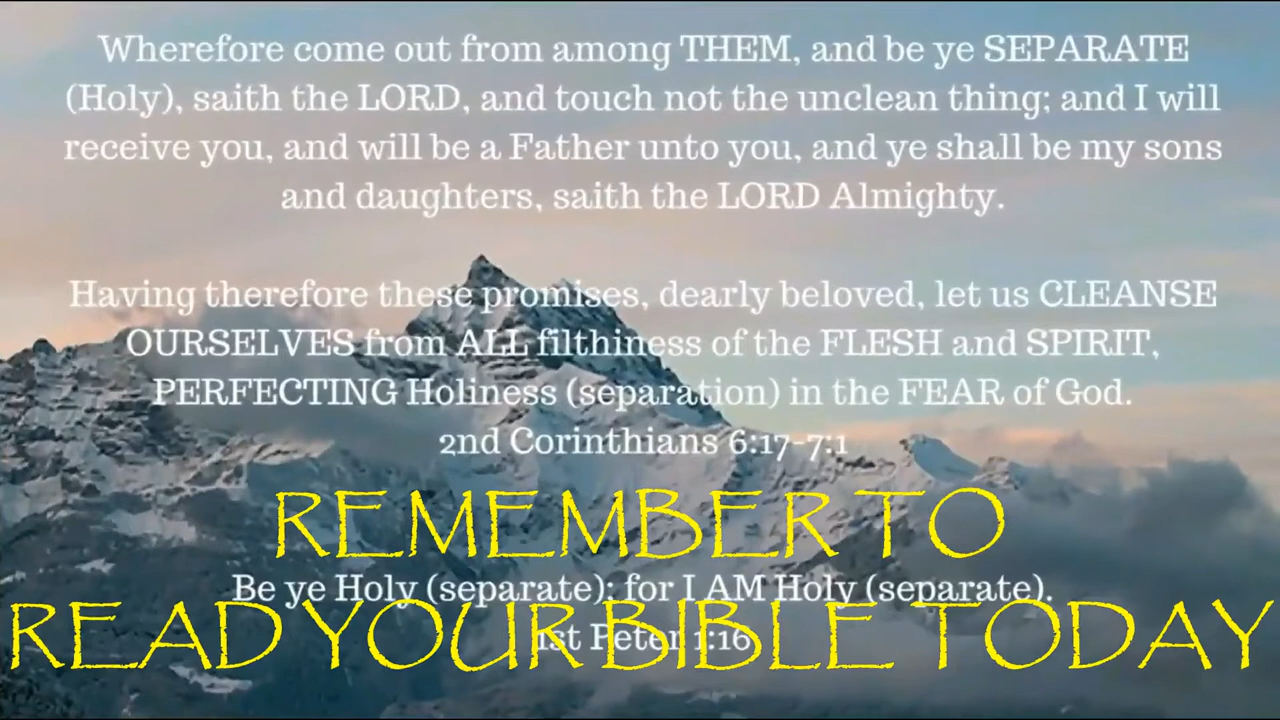 Wherefore come out from among THEM, and be ye SEPARATE
(Holy), saith the LORD, and touch not the unclean thing; and I will
receive you, and will be a Father unto you, and ye shall be my sons
and daughters, saith the LORD Almighty.
Having therefore these promises, dearly beloved, let us CLEANSE
OURSELVES from ALL filthiness of the FLESH and SPIRIT,
PERFECTING Holiness (separation) in the FEAR of God.
2nd Corinthians 6:17-7:1
REMEMBER TO
Be ye Holy (separate); for I AM Holy (separate).
READ YOUR BIBLE TODAY
1st Peter 1:16